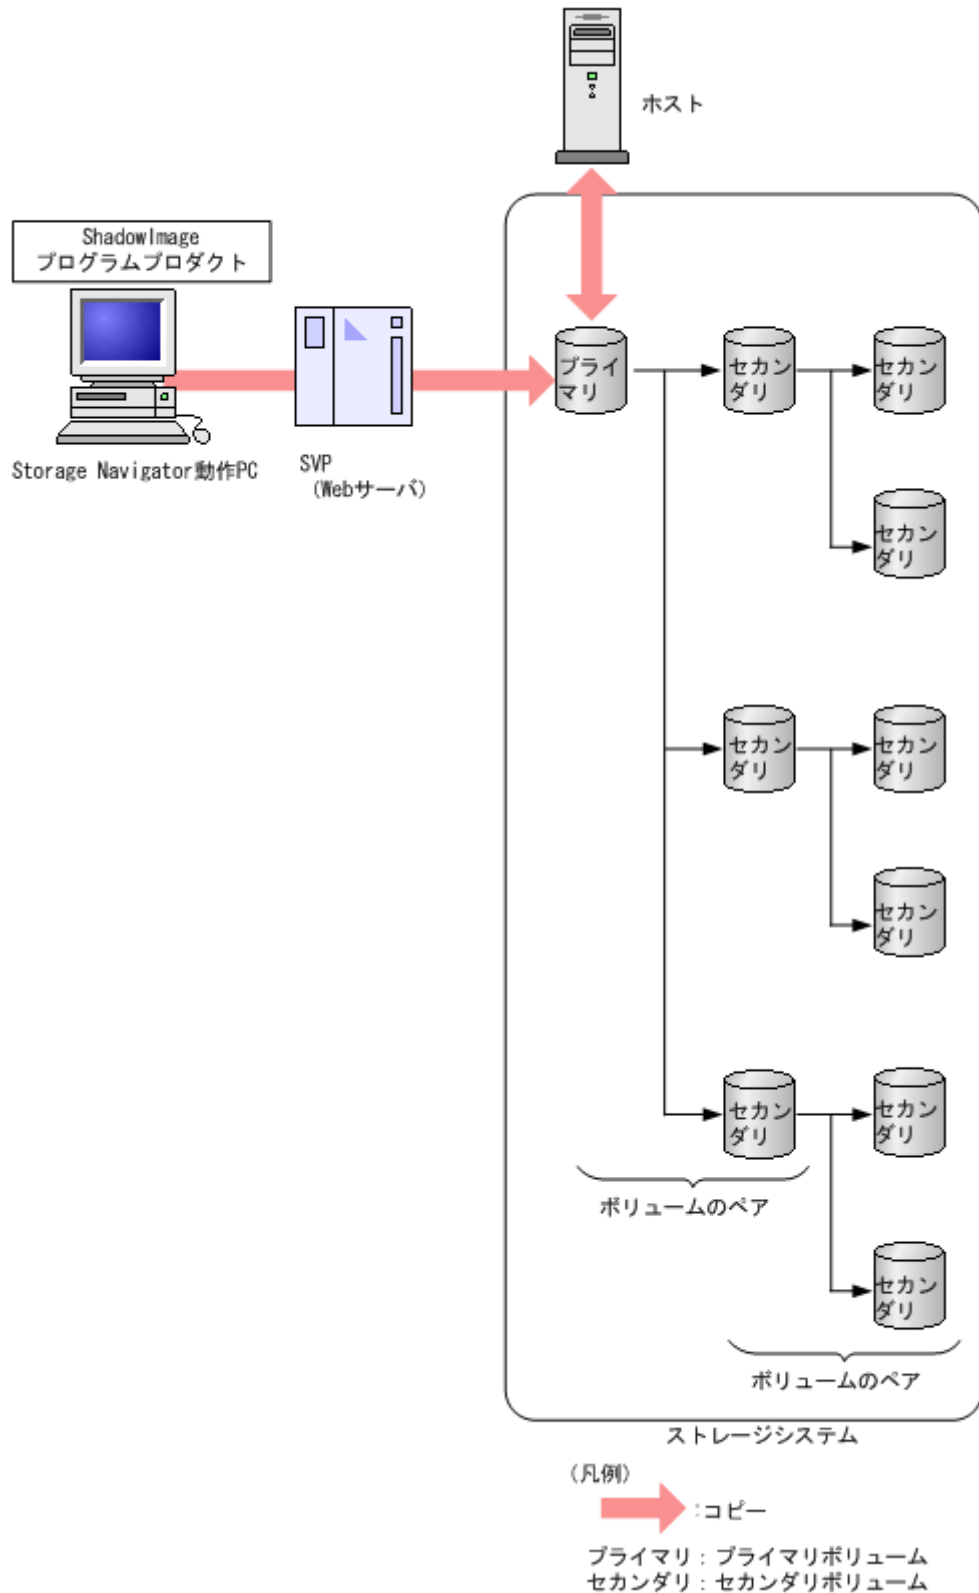 ホスト
ShadowImage
プログラムプロダクト
Storage Navigator動作PC
SVP
(Webサーバ)
プライ
マリ
セカン
ダリ
セカン
ダリ
セカン
ダリ
セカン
ダリ
セカン
ダリ
セカン
ダリ
セカン
ダリ
セカン
ダリ
ボリュームのペア
セカン
ダリ
ボリュームのペア
ストレージシステム
(凡例)
:コピー
プライマリ:プライマリボリューム
セカンダリ:セカンダリボリューム